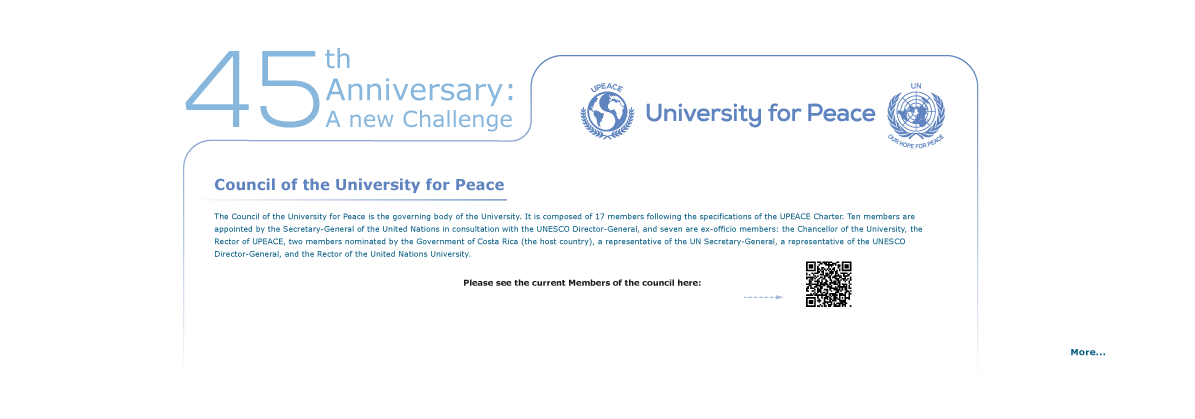 45th
Anniversary:
A new Challenge
UPEACE
University for Peace
UN
OUR HOPE FOR PEACE
Council of the University for Peace
The Council of the University for Peace is the governing body of the University. It is composed of 17 members following the specifications of the UPEACE Charter. Ten members are
appointed by the Secretary-General of the United Nations in consultation with the UNESCO Director-General, and seven are ex-officio members: the Chancellor of the University, the
Rector of UPEACE, two members nominated by the Government of Costa Rica (the host country), a representative of the UN Secretary-General, a representative of the UNESCO
Director-General, and the Rector of the United Nations University.
Please see the current Members of the council here:
More...